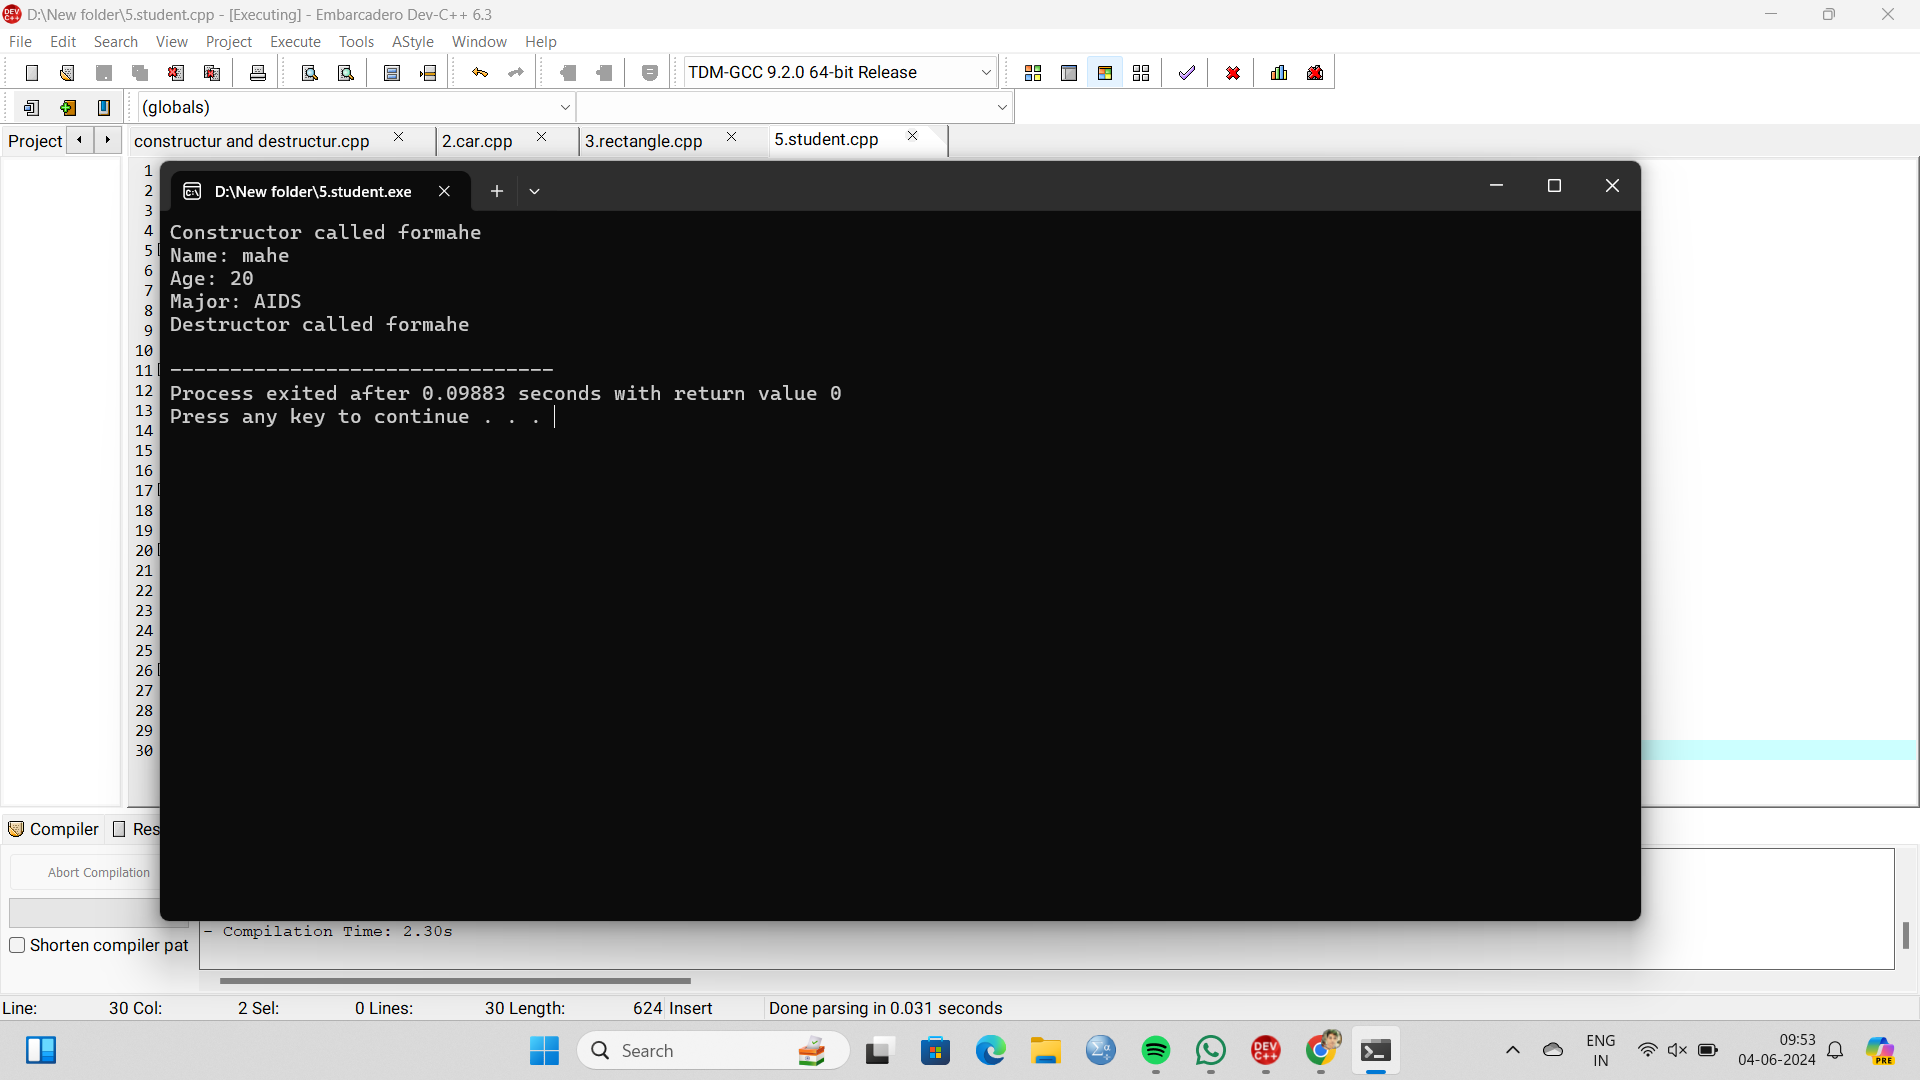 D:\New folder\5.student.cpp - [Executing] - Embarcadero Dev-C++ 6.3
File Edit Search View Project Execute Tools AStyle Window Help
TDM-GCC 9.2.0 64-bit Release
(globals)
Project constructur and destructur.cpp 2.car.cpp 3.rectangle.cpp 5.student.cpp
D:\New folder\5.student.exe
Constructor called formahe
Name: mahe
Age: 20
Major: AIDS
Destructor called formahe
--------------------------------
Process exited after 0.09883 seconds with return value 0
Press any key to continue . . .
1
2
3
4
5
6
7
8
9
10
11
12
13
14
15
16
17
18
19
20
21
22
23
24
25
26
27
28
29
30
Compiler Res
Abort Compilation
Shorten compiler pat
- Compilation Time: 2.30s
Line: 30 Col: 2 Sel: 0 Lines: 30 Length: 624 Insert Done parsing in 0.031 seconds
Search
DEV C++
ENG
IN
09:53
04-06-2024
PRE